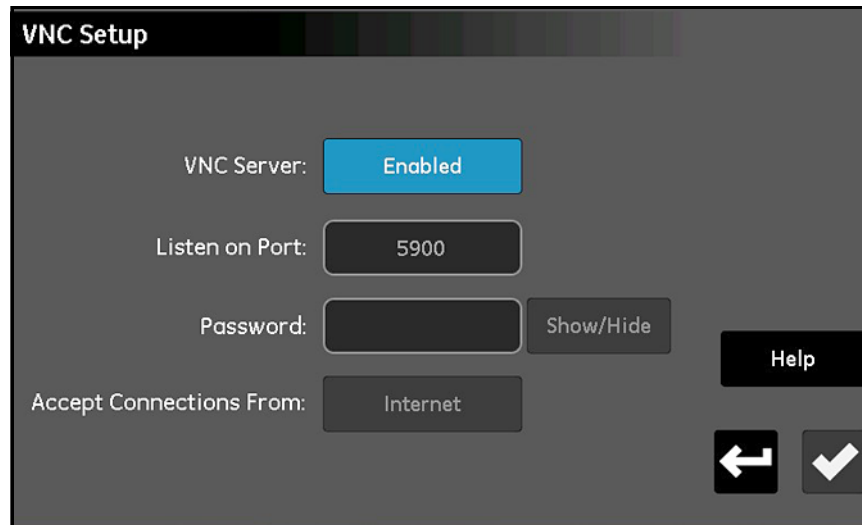 VNC Setup
VNC Server: Enabled
Listen on Port: 5900
Password: Show/Hide
Help
Accept Connections From: Internet